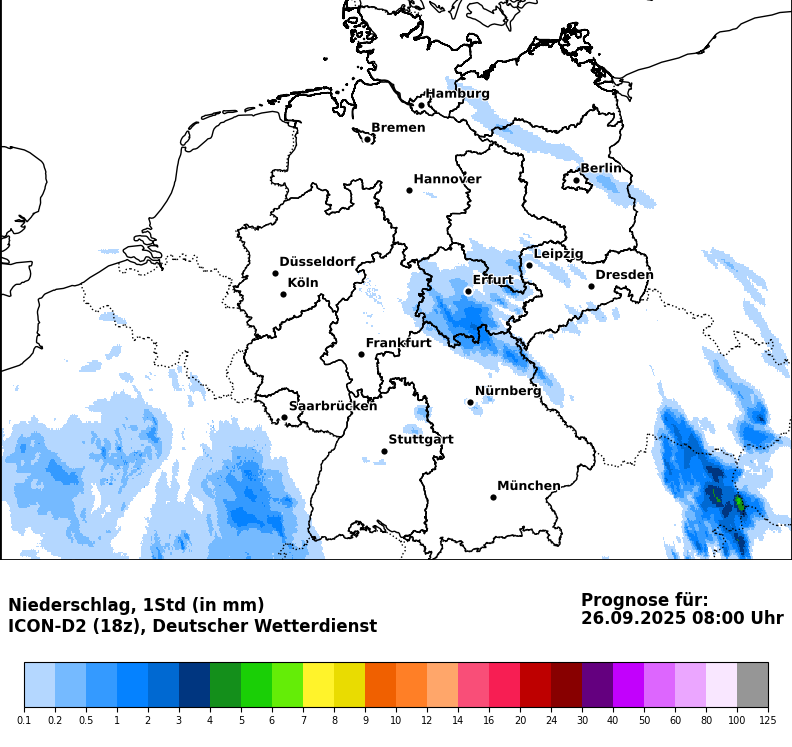 Hamburg
Bremen
Berlin
Hannover
Leipzig
Düsseldorf
Dresden
Erfurt
Köln
Frankfurt
Nürnberg
Saarbrücken
Stuttgart
München
Niederschlag, 1Std (in mm)
ICON-D2 (18z), Deutscher Wetterdienst
Prognose für:
26.09.2025 08:00 Uhr
0.1 0.2 0.5 1 2 3 4 5 6 7 8 9 10 12 14 16 20 24 30 40 50 60 80 100 125